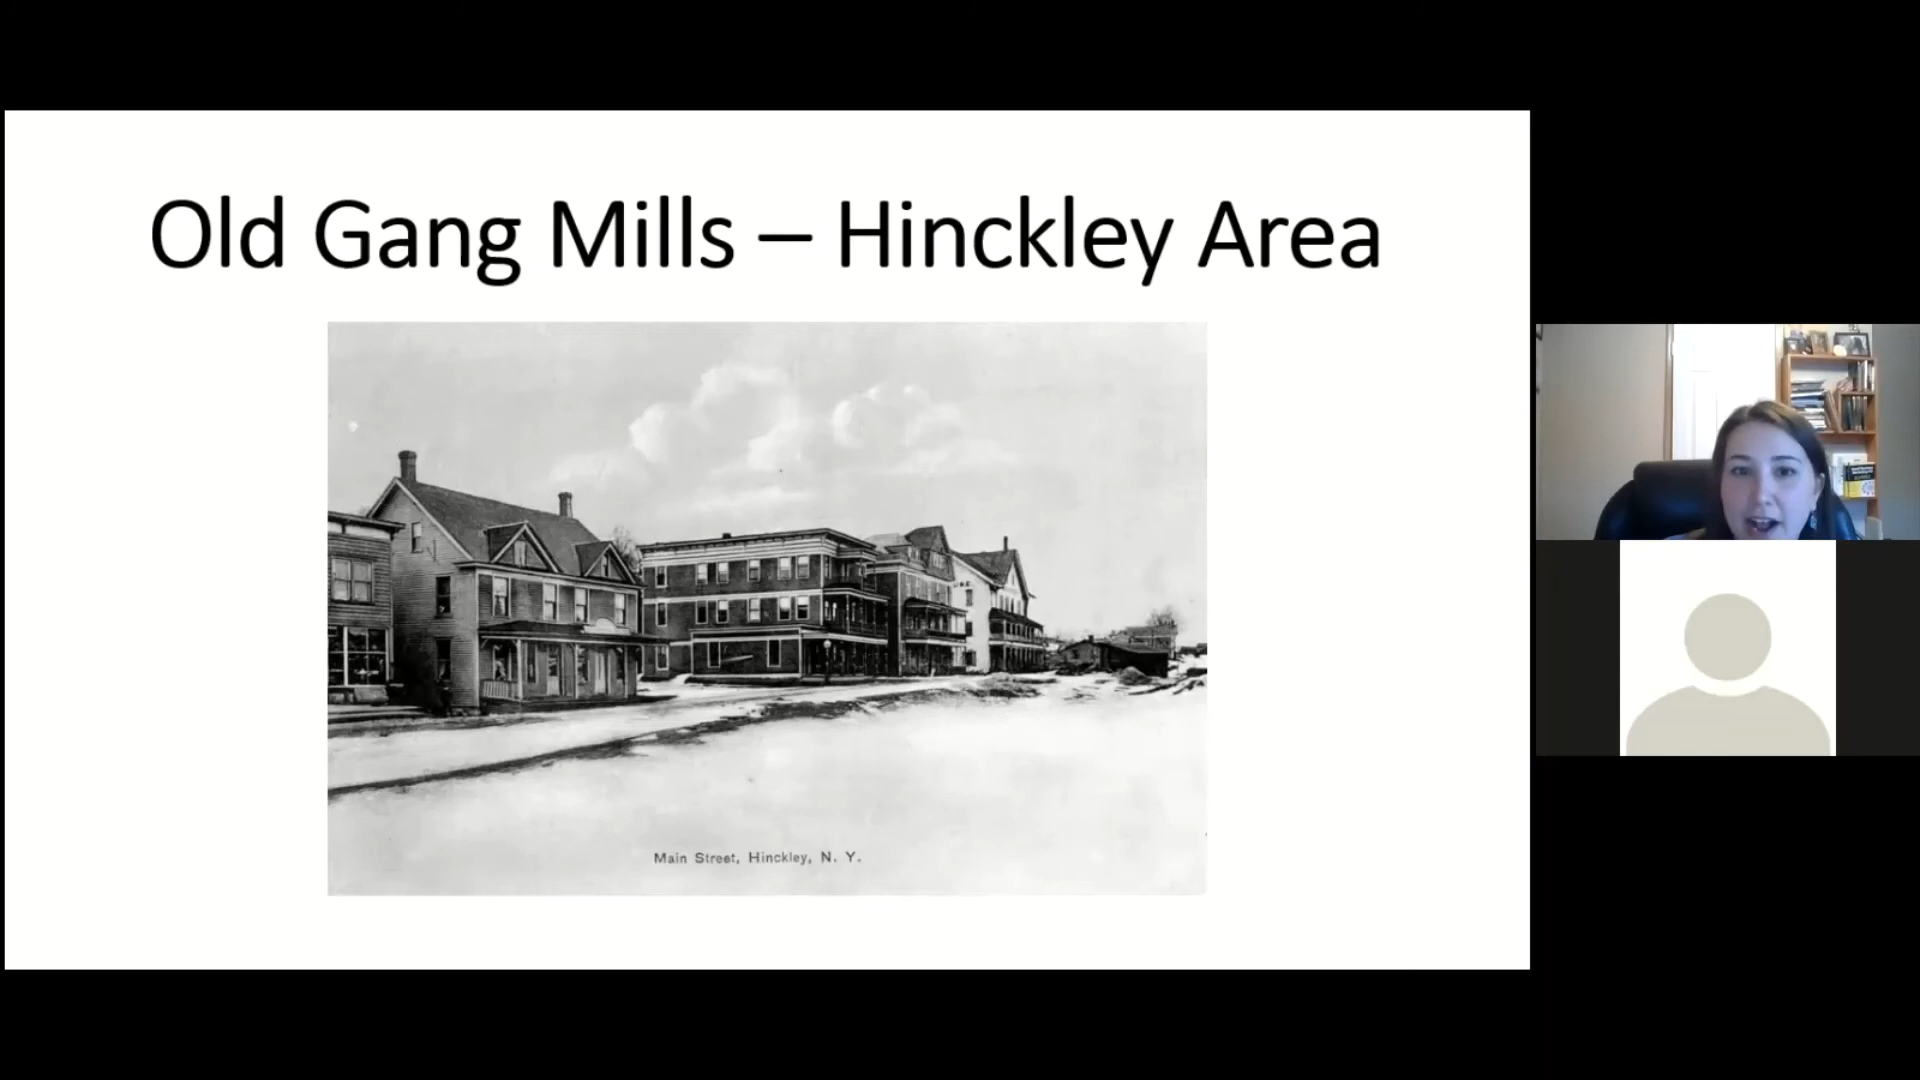 Old Gang Mills – Hinckley Area
Main Street, Hinckley, N. Y.